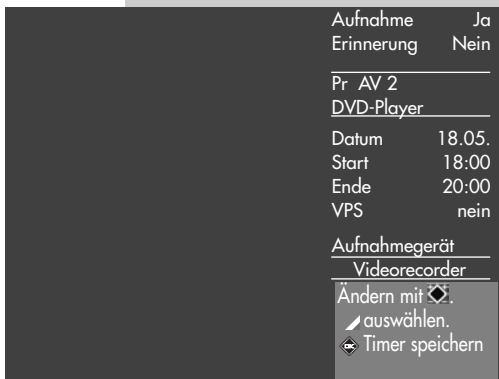 Aufnahme Ja
Erinnerung Nein
Pr AV 2
DVD-Player
Datum 18.05.
Start 18:00
Ende 20:00
VPS nein
Aufnahmegerät
Videorecorder
Ändern mit .
auswählen.
OK Timer speichern